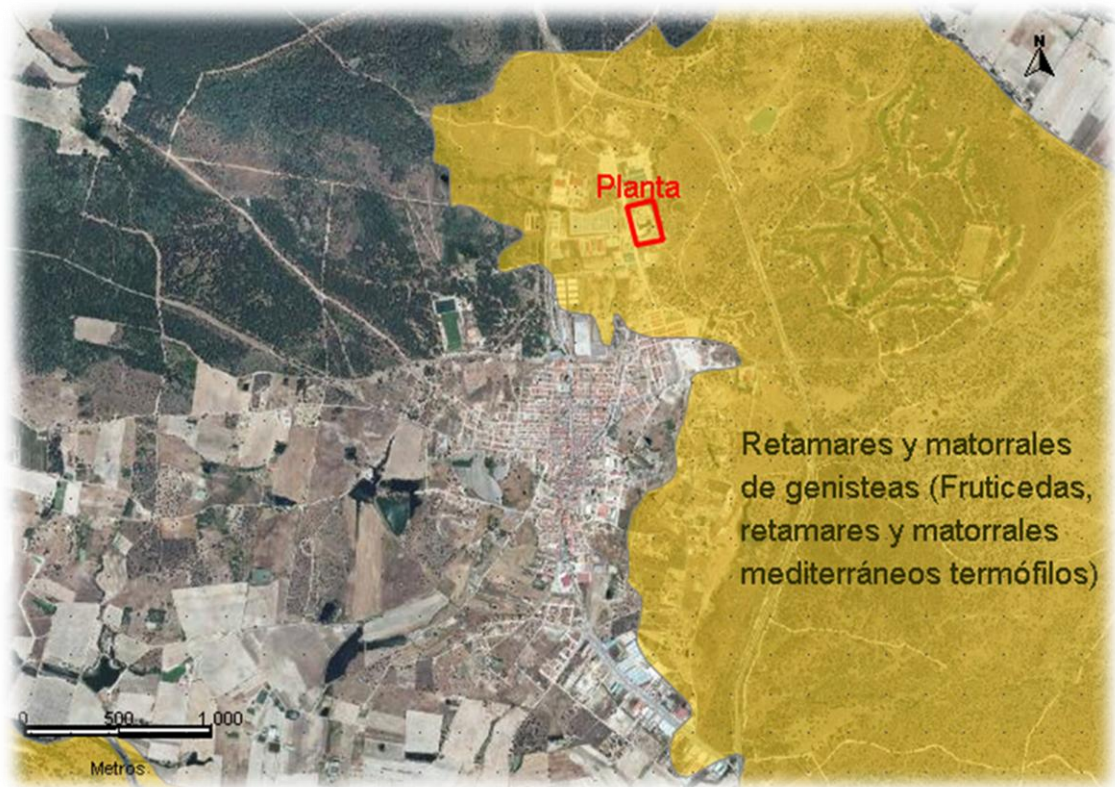 N
Planta
Retamares y matorrales
de genisteas (Fruticedas,
retamares y matorrales
mediterráneos termófilos)
0 500 1.000
Metros